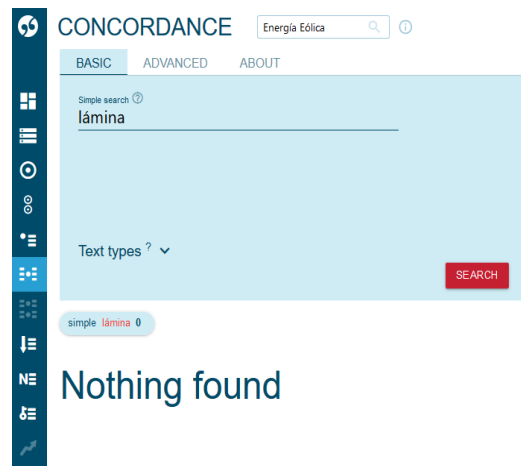 CONCORDANCE Energía Eólica
BASIC ADVANCED ABOUT
Simple search ?
lámina
Text types ?
SEARCH
simple lámina 0
Nothing found
N